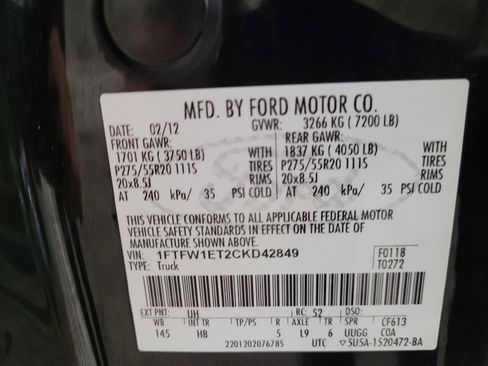 MFD. BY FORD MOTOR CO.
DATE: 02/12 GVWR: 3266 KG ( 7200 LB)
FRONT GAWR: REAR GAWR:
1701 KG ( 3750 LB) WITH 1837 KG ( 4050 LB) WITH
P275/55R20 111S TIRES P275/55R20 111S TIRES
20x8.5J RIMS 20x8.5J RIMS
AT 240 kPa/ 35 PSI COLD AT 240 kPa/ 35 PSI COLD
THIS VEHICLE CONFORMS TO ALL APPLICABLE FEDERAL MOTOR
VEHICLE SAFETY STANDARDS IN EFFECT ON THE DATE OF
MANUFACTURE SHOWN ABOVE.
VIN: 1FTFW1ET2CKD42849 F0118
TYPE: Truck T0272
EXT PNT: UH RC: 52 DSO:
WB INT TR TP/PS R AXLE TR SPR CF613
145 HB 5 L9 6 UUGG COA
2201202076785 UTC ▽SU5A-1520472-BA